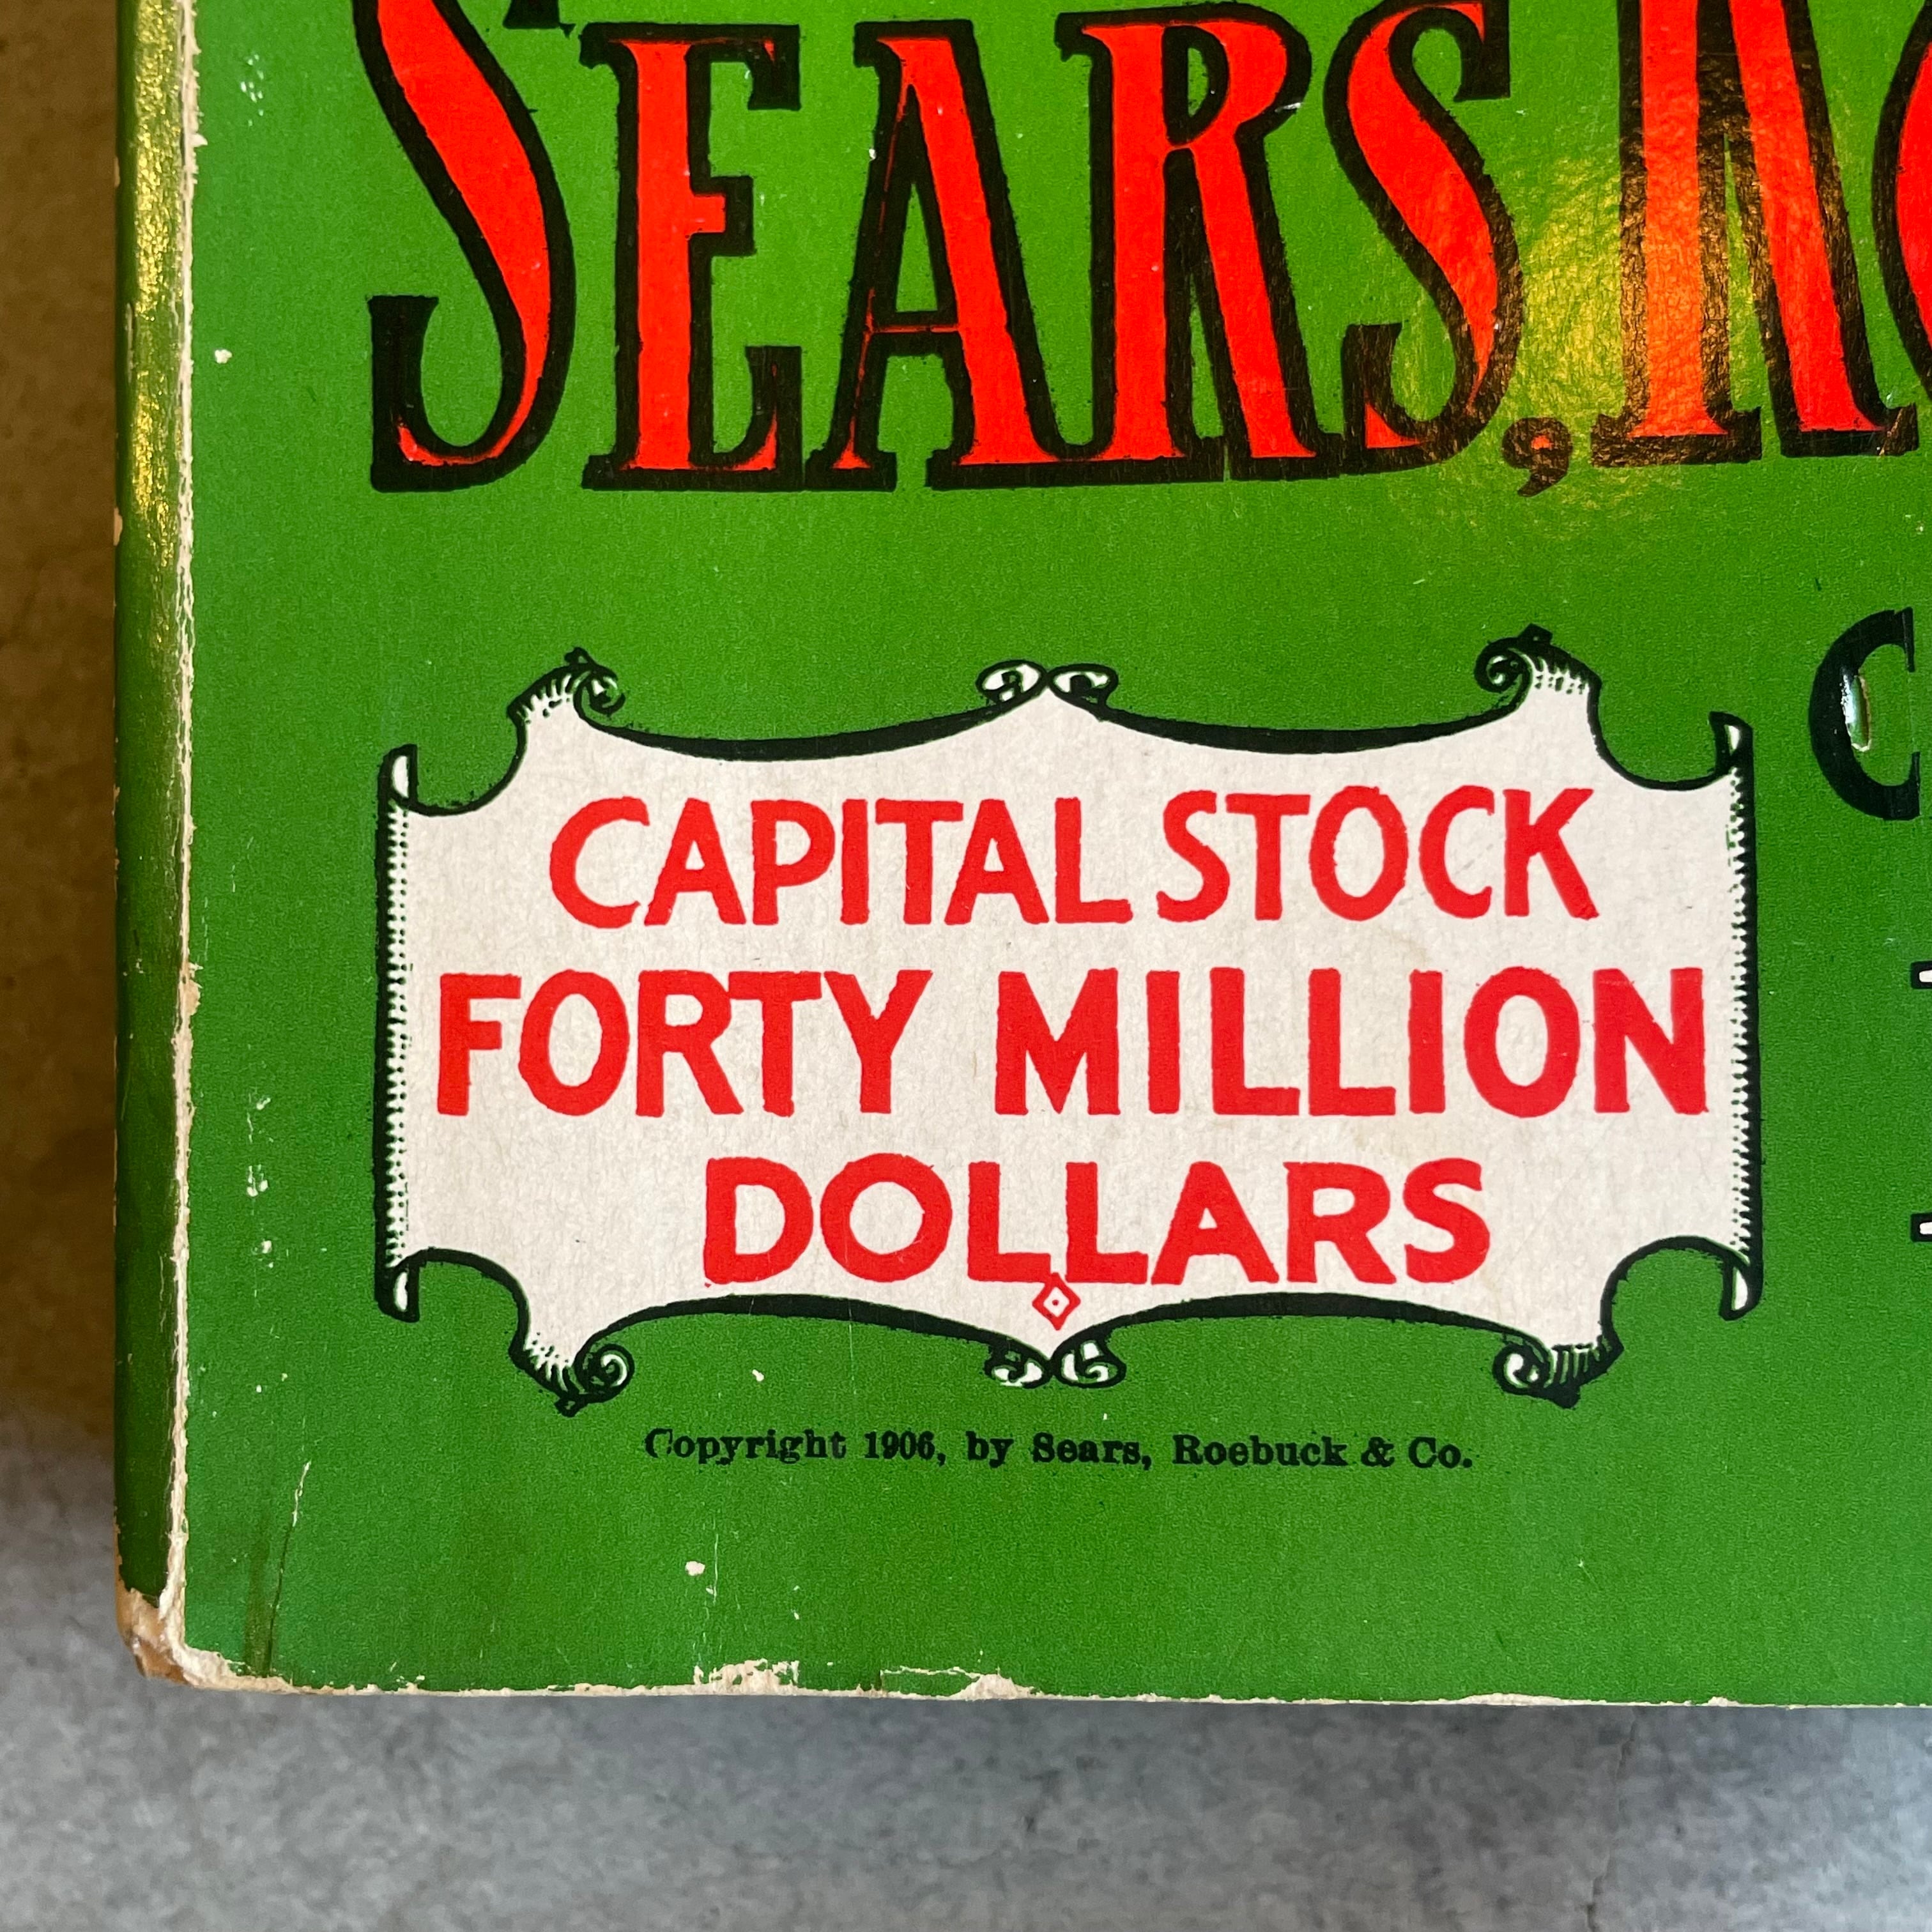 SEARS,
CAPITAL STOCK
FORTY MILLION
DOLLARS
Copyright 1906, by Sears, Roebuck & Co.